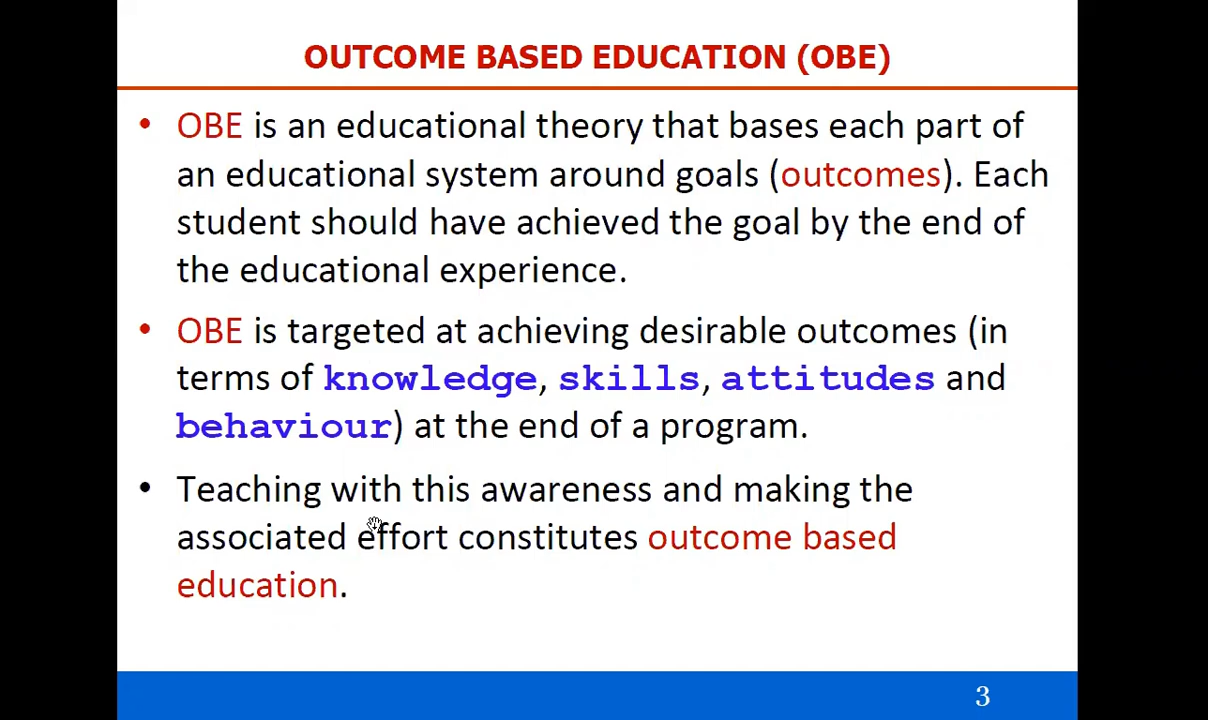 OUTCOME BASED EDUCATION (OBE)
• OBE is an educational theory that bases each part of
an educational system around goals (outcomes). Each
student should have achieved the goal by the end of
the educational experience.
• OBE is targeted at achieving desirable outcomes (in
terms of knowledge, skills, attitudes and
behaviour) at the end of a program.
• Teaching with this awareness and making the
associated effort constitutes outcome based
education.
3